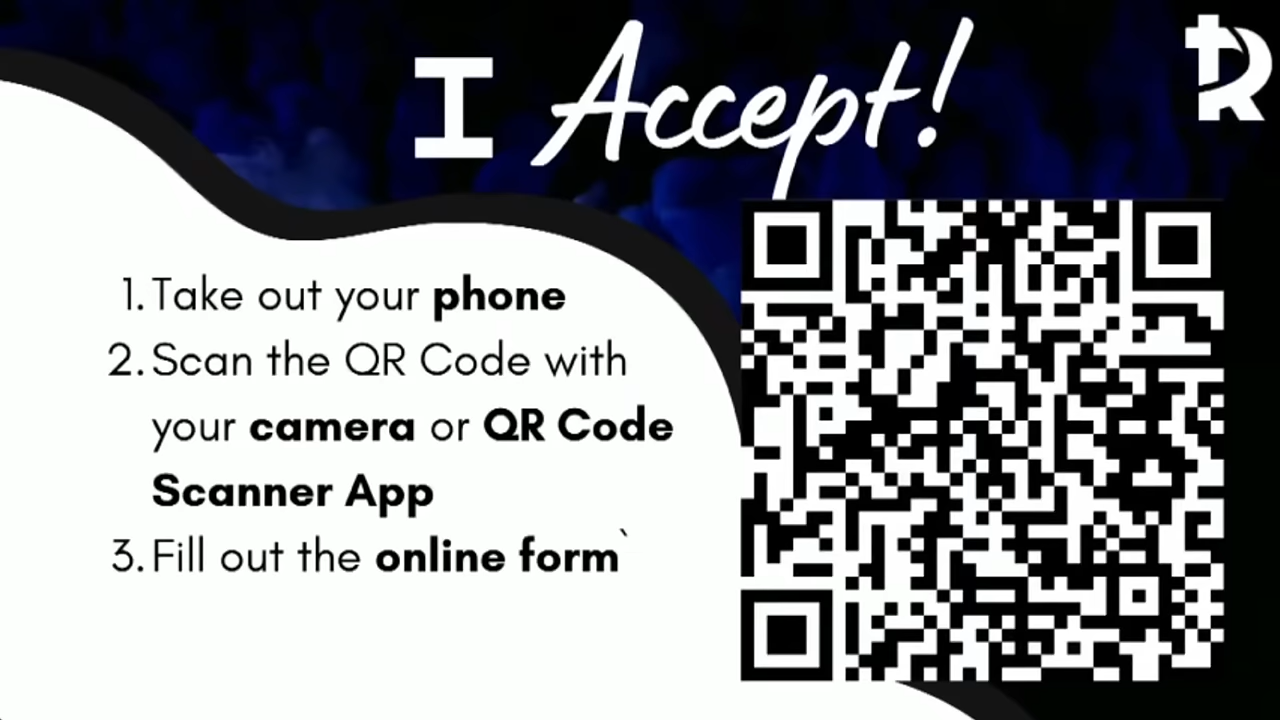 I Accept!
1. Take out your phone
2. Scan the QR Code with
your camera or QR Code
Scanner App
3. Fill out the online form`